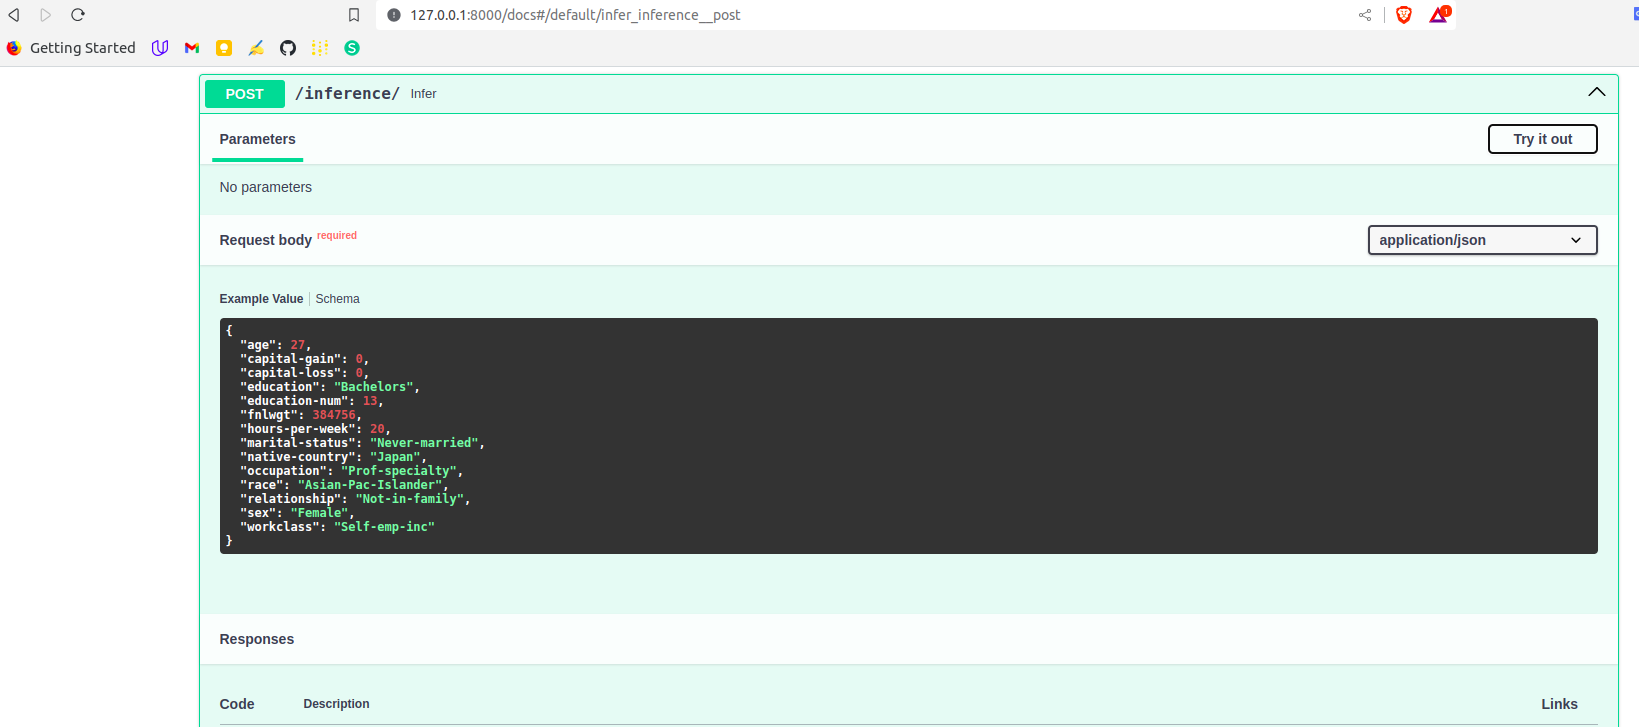 127.0.0.1:8000/docs#/default/infer_inference__post
1
Getting Started
S
POST /inference/ Infer
Parameters
Try it out
No parameters
Request body required
application/json
Example Value Schema
{
"age": 27,
"capital-gain": 0,
"capital-loss": 0,
"education": "Bachelors",
"education-num": 13,
"fnlwgt": 384756,
"hours-per-week": 20,
"marital-status": "Never-married",
"native-country": "Japan",
"occupation": "Prof-specialty",
"race": "Asian-Pac-Islander",
"relationship": "Not-in-family",
"sex": "Female",
"workclass": "Self-emp-inc"
}
Responses
Code Description Links